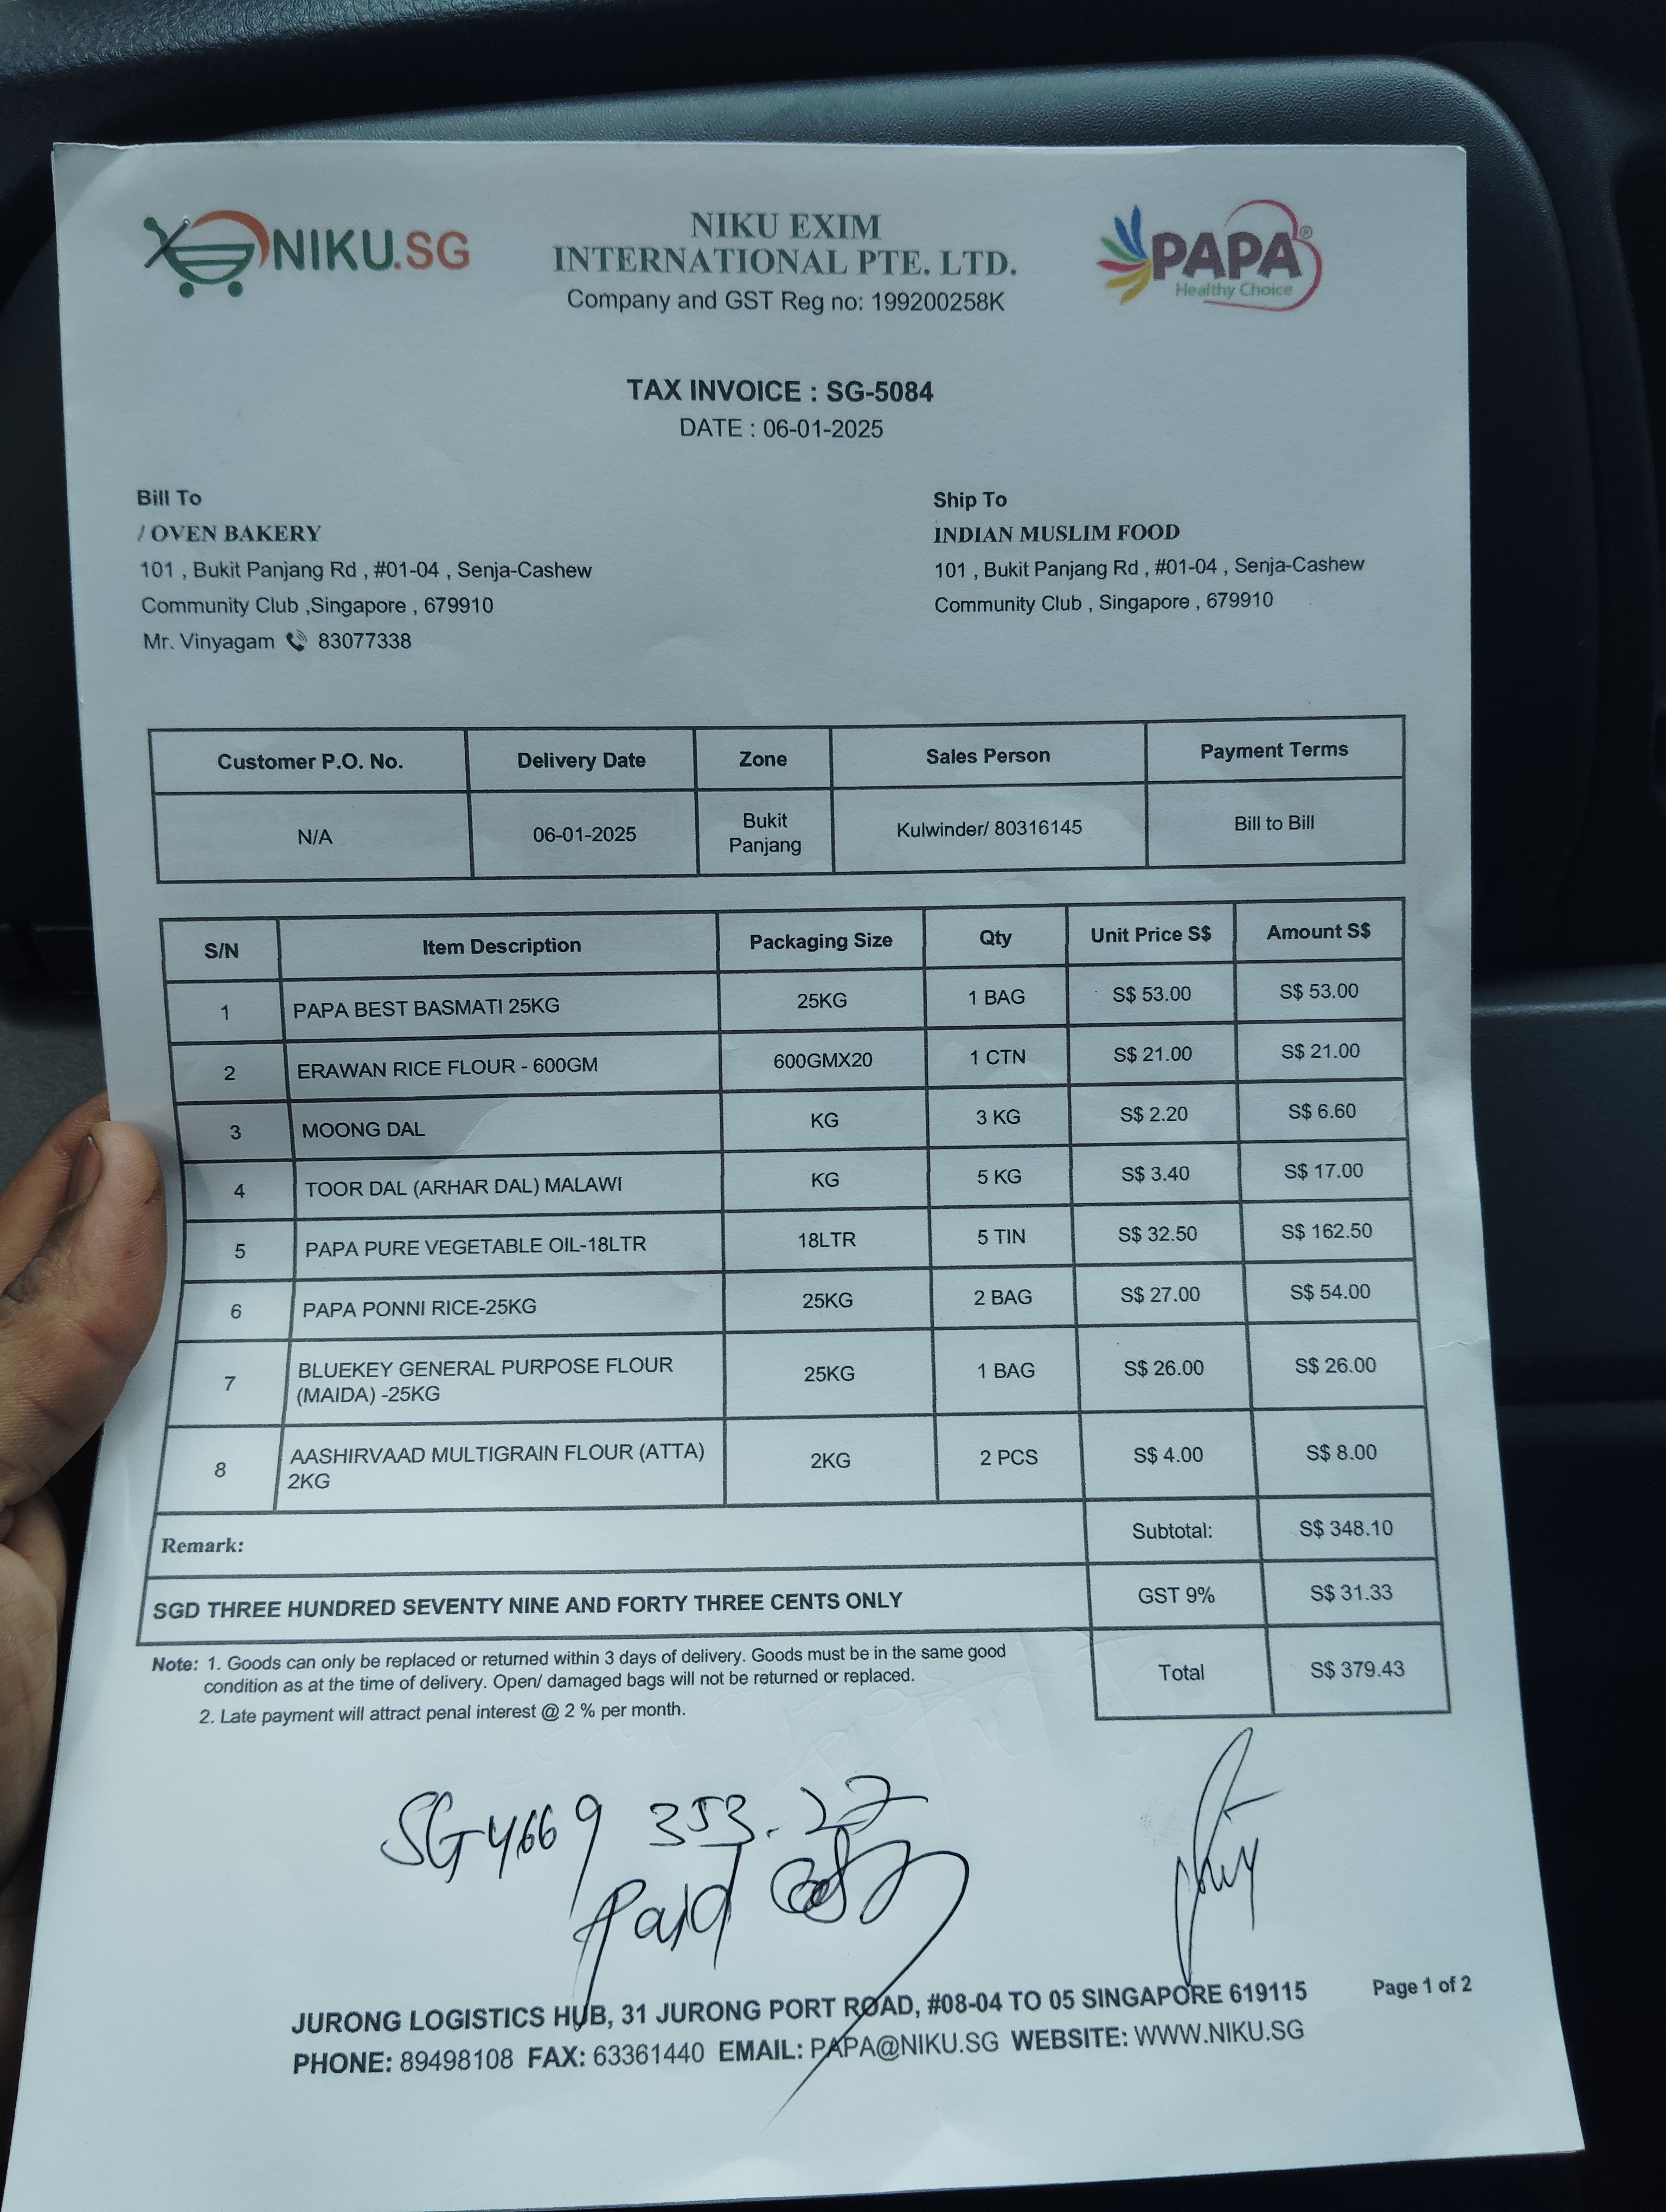 NIKU.SG
NIKU EXIM
INTERNATIONAL PTE. LTD.
Company and GST Reg no: 199200258K
PAPA®
Healthy Choice
TAX INVOICE : SG-5084
DATE : 06-01-2025
Bill To
/ OVEN BAKERY
101 , Bukit Panjang Rd , #01-04 , Senja-Cashew
Community Club ,Singapore , 679910
Mr. Vinyagam 83077338
Ship To
INDIAN MUSLIM FOOD
101 , Bukit Panjang Rd , #01-04 , Senja-Cashew
Community Club , Singapore , 679910
Customer P.O. No. Delivery Date Zone Sales Person Payment Terms
N/A 06-01-2025 Bukit Panjang Kulwinder/ 80316145 Bill to Bill
S/N Item Description Packaging Size Qty Unit Price S$ Amount S$
1 PAPA BEST BASMATI 25KG 25KG 1 BAG S$ 53.00 S$ 53.00
2 ERAWAN RICE FLOUR - 600GM 600GMX20 1 CTN S$ 21.00 S$ 21.00
3 MOONG DAL KG 3 KG S$ 2.20 S$ 6.60
4 TOOR DAL (ARHAR DAL) MALAWI KG 5 KG S$ 3.40 S$ 17.00
5 PAPA PURE VEGETABLE OIL-18LTR 18LTR 5 TIN S$ 32.50 S$ 162.50
6 PAPA PONNI RICE-25KG 25KG 2 BAG S$ 27.00 S$ 54.00
7 BLUEKEY GENERAL PURPOSE FLOUR
(MAIDA) -25KG 25KG 1 BAG S$ 26.00 S$ 26.00
8 AASHIRVAAD MULTIGRAIN FLOUR (ATTA)
2KG 2KG 2 PCS S$ 4.00 S$ 8.00
Remark: Subtotal: S$ 348.10
SGD THREE HUNDRED SEVENTY NINE AND FORTY THREE CENTS ONLY GST 9% S$ 31.33
Total S$ 379.43
Note: 1. Goods can only be replaced or returned within 3 days of delivery. Goods must be in the same good
condition as at the time of delivery. Open/ damaged bags will not be returned or replaced.
2. Late payment will attract penal interest @ 2 % per month.
SG4669 353.27
Paid
JURONG LOGISTICS HUB, 31 JURONG PORT ROAD, #08-04 TO 05 SINGAPORE 619115
Page 1 of 2
PHONE: 89498108 FAX: 63361440 EMAIL: PAPA@NIKU.SG WEBSITE: WWW.NIKU.SG